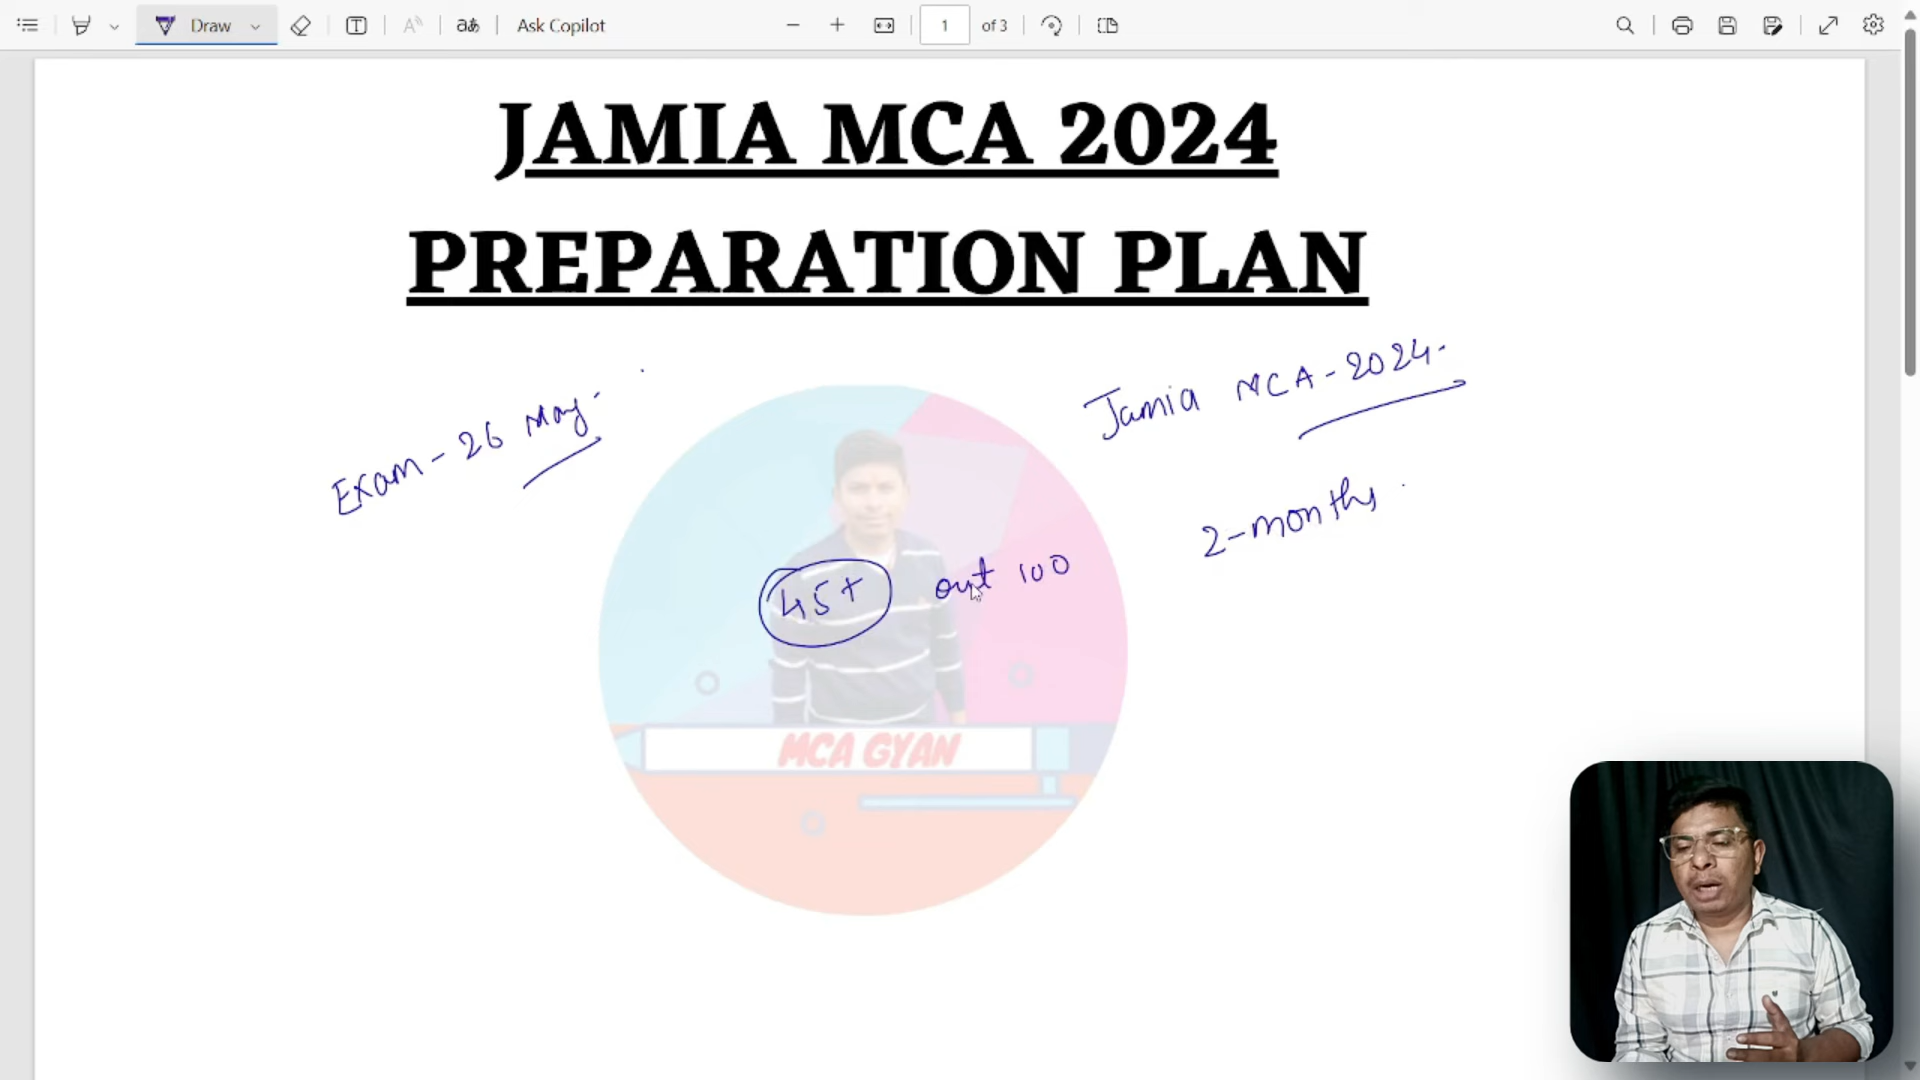 Draw
Ask Copilot
1 of 3
JAMIA MCA 2024
PREPARATION PLAN
Exam - 26 May.
Jamia MCA - 2024.
2-months
45+ out 100
MCA GYAN